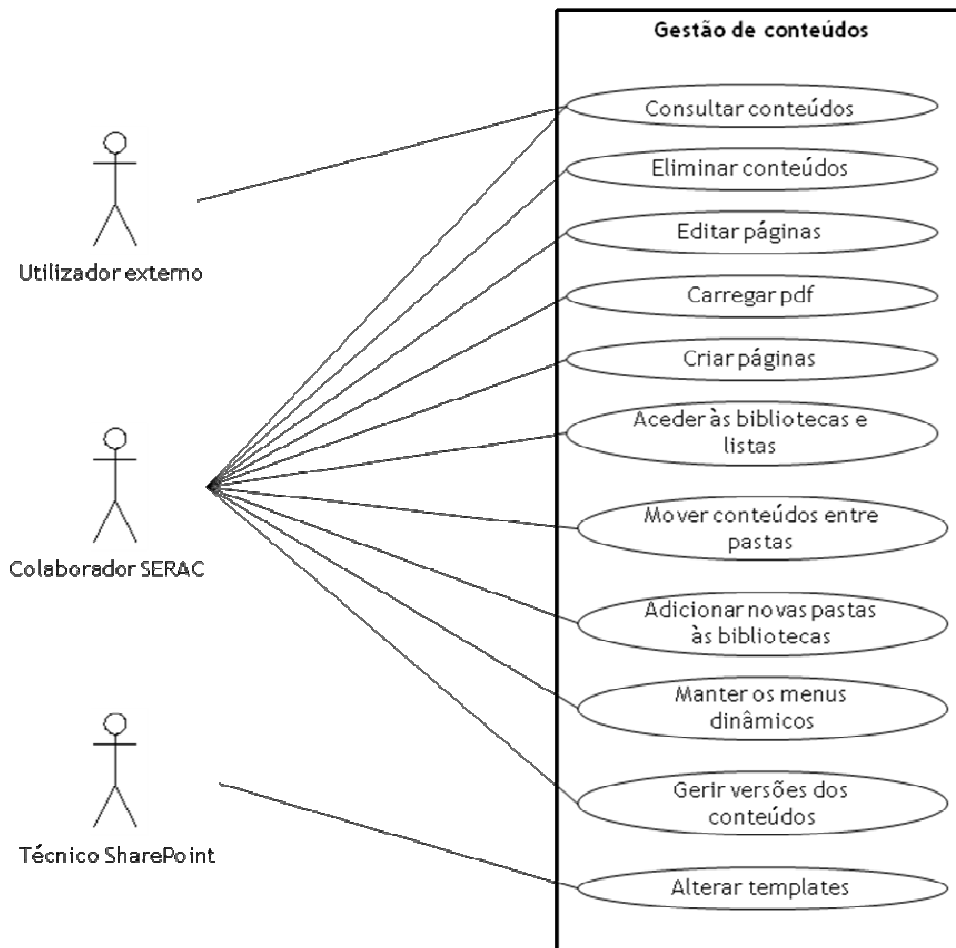 Gestão de conteúdos
Consultar conteúdos
Eliminar conteúdos
Editar páginas
Carregar pdf
Criar páginas
Aceder às bibliotecas e
listas
Mover conteúdos entre
pastas
Adicionar novas pastas
às bibliotecas
Manter os menus
dinâmicos
Gerir versões dos
conteúdos
Alterar templates
Utilizador externo
Colaborador SERAC
Técnico SharePoint